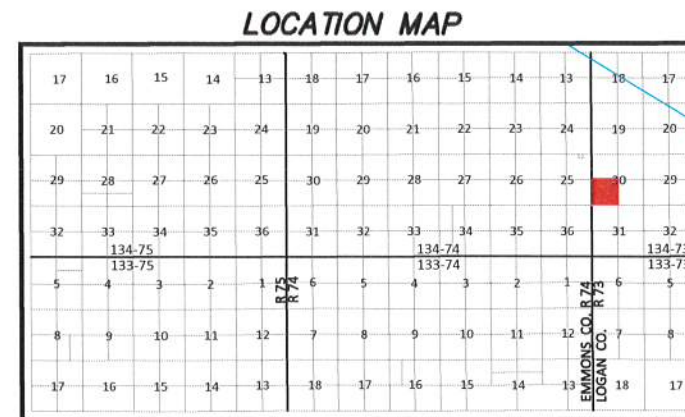 LOCATION MAP
17 16 15 14 13 18 17 16 15 14 13 18 17
20 21 22 23 24 19 20 21 22 23 24 19 20
29 28 27 26 25 30 29 28 27 26 25 30 29
32 33 34 35 36 31 32 33 34 35 36 31 32
134-75 134-74 134-73
133-75 133-74 133-73
5 4 3 2 1 6 5 4 3 2 1 6 5
R 75
R 74
8 9 10 11 12 7 8 9 10 11 12 7 8
17 16 15 14 13 18 17 16 15 14 13 18 17
EMMONS CO. R 74
LOGAN CO. R 73